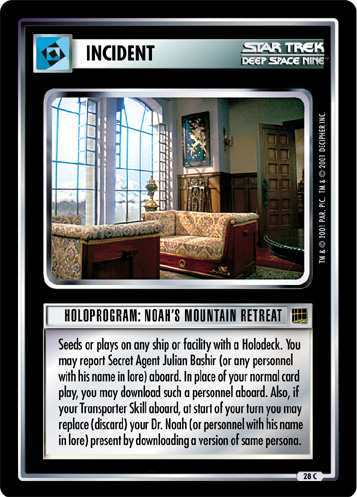 INCIDENT
STAR TREK
DEEP SPACE NINE™
TM & © 2001 PAR. PIC. TM & © 2001 DECIPHER INC.
HOLOPROGRAM: NOAH'S MOUNTAIN RETREAT
Seeds or plays on any ship or facility with a Holodeck. You
may report Secret Agent Julian Bashir (or any personnel
with his name in lore) aboard. In place of your normal card
play, you may download such a personnel aboard. Also, if
your Transporter Skill aboard, at start of your turn you may
replace (discard) your Dr. Noah (or personnel with his name
in lore) present by downloading a version of same persona.
28 C